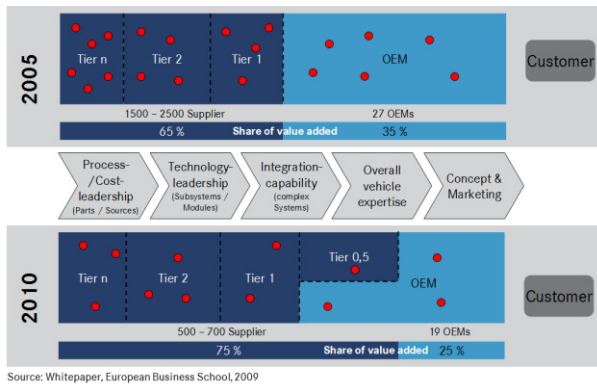 2005
Tier n
Tier 2
Tier 1
OEM
Customer
1500 – 2500 Supplier
27 OEMs
65 %
Share of value added
35 %
Process-
/Cost-
leadership
(Parts / Sources)
Technology-
leadership
(Subsystems /
Modules)
Integration-
capability
(complex
Systems)
Overall
vehicle
expertise
Concept &
Marketing
2010
Tier n
Tier 2
Tier 1
Tier 0,5
OEM
Customer
500 – 700 Supplier
19 OEMs
75 %
Share of value added
25 %
Source: Whitepaper, European Business School, 2009